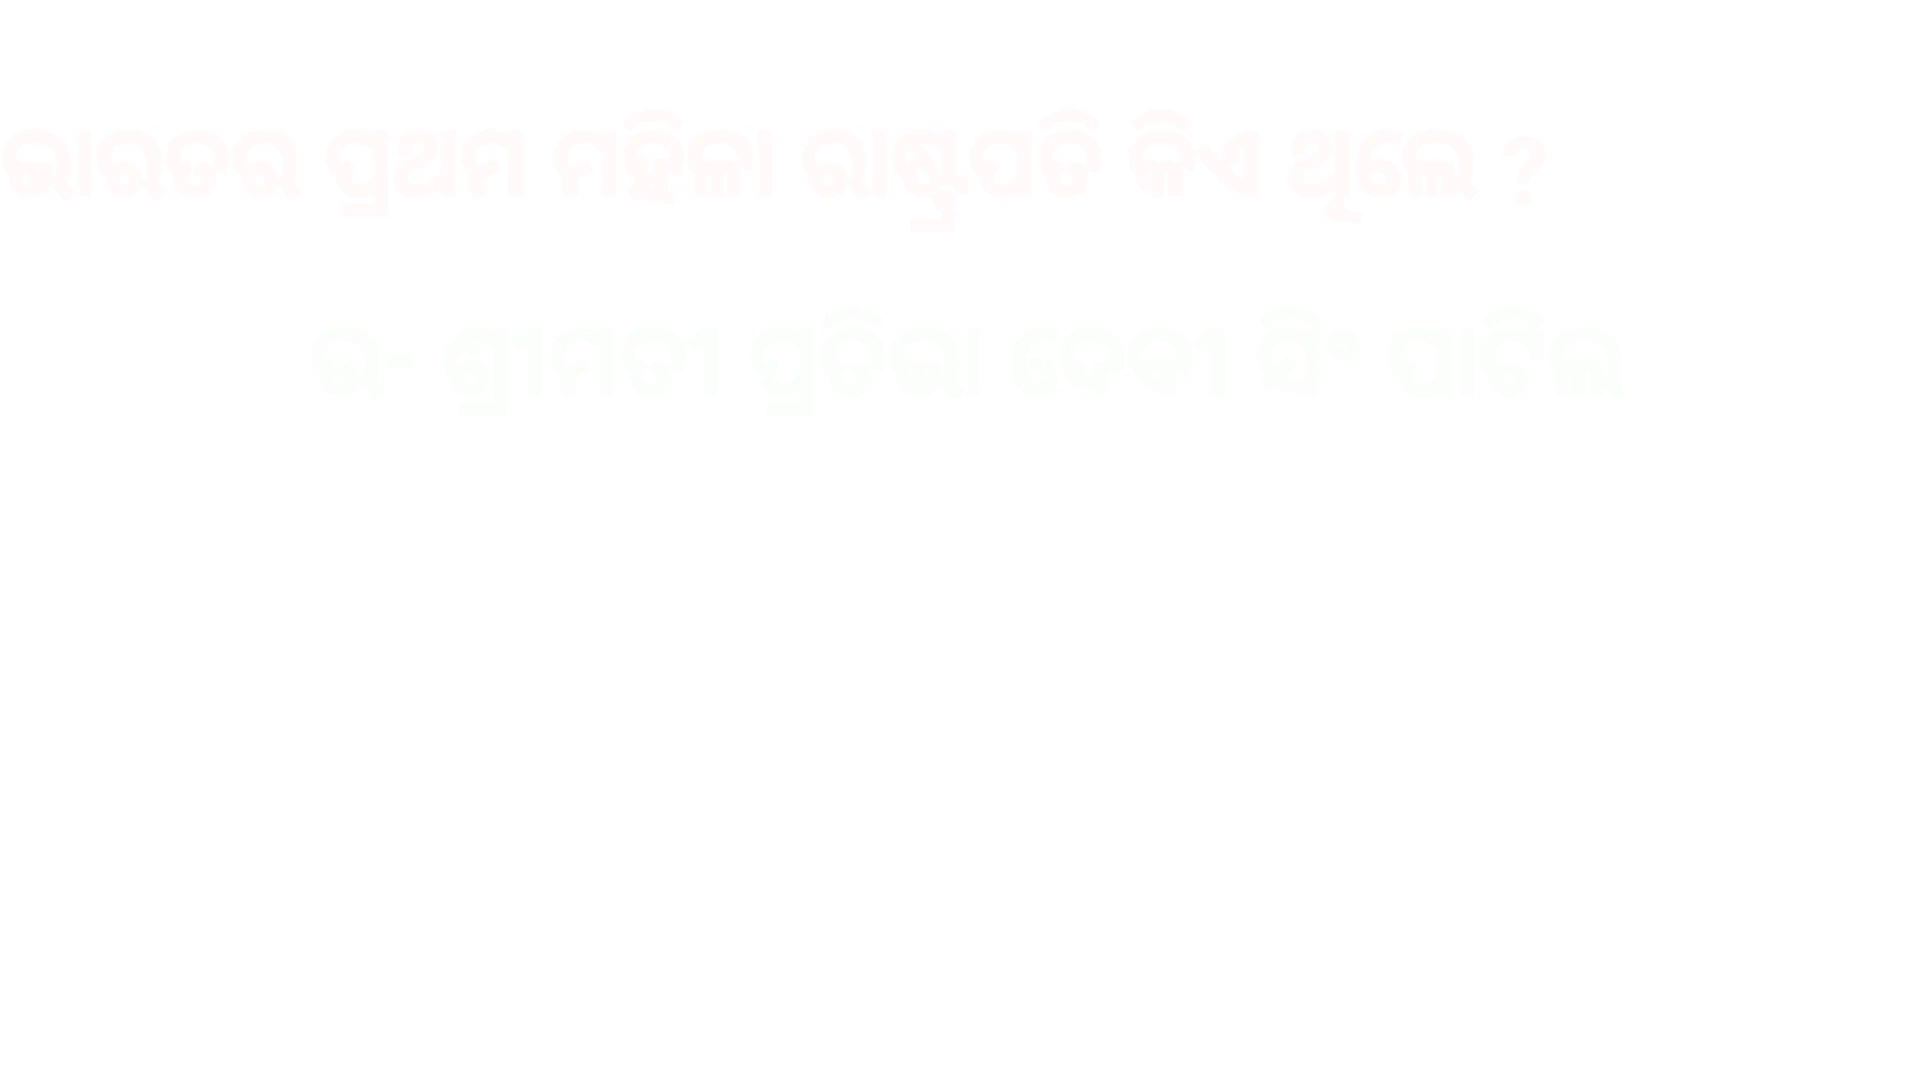 ଭାରତର ପ୍ରଥମ ମହିଳା ରାଷ୍ଟ୍ରପତି କିଏ ଥିଲେ ?
ଉ- ଶ୍ରୀମତୀ ପ୍ରତିଭା ଦେବୀ ସିଂ ପାଟିଲ